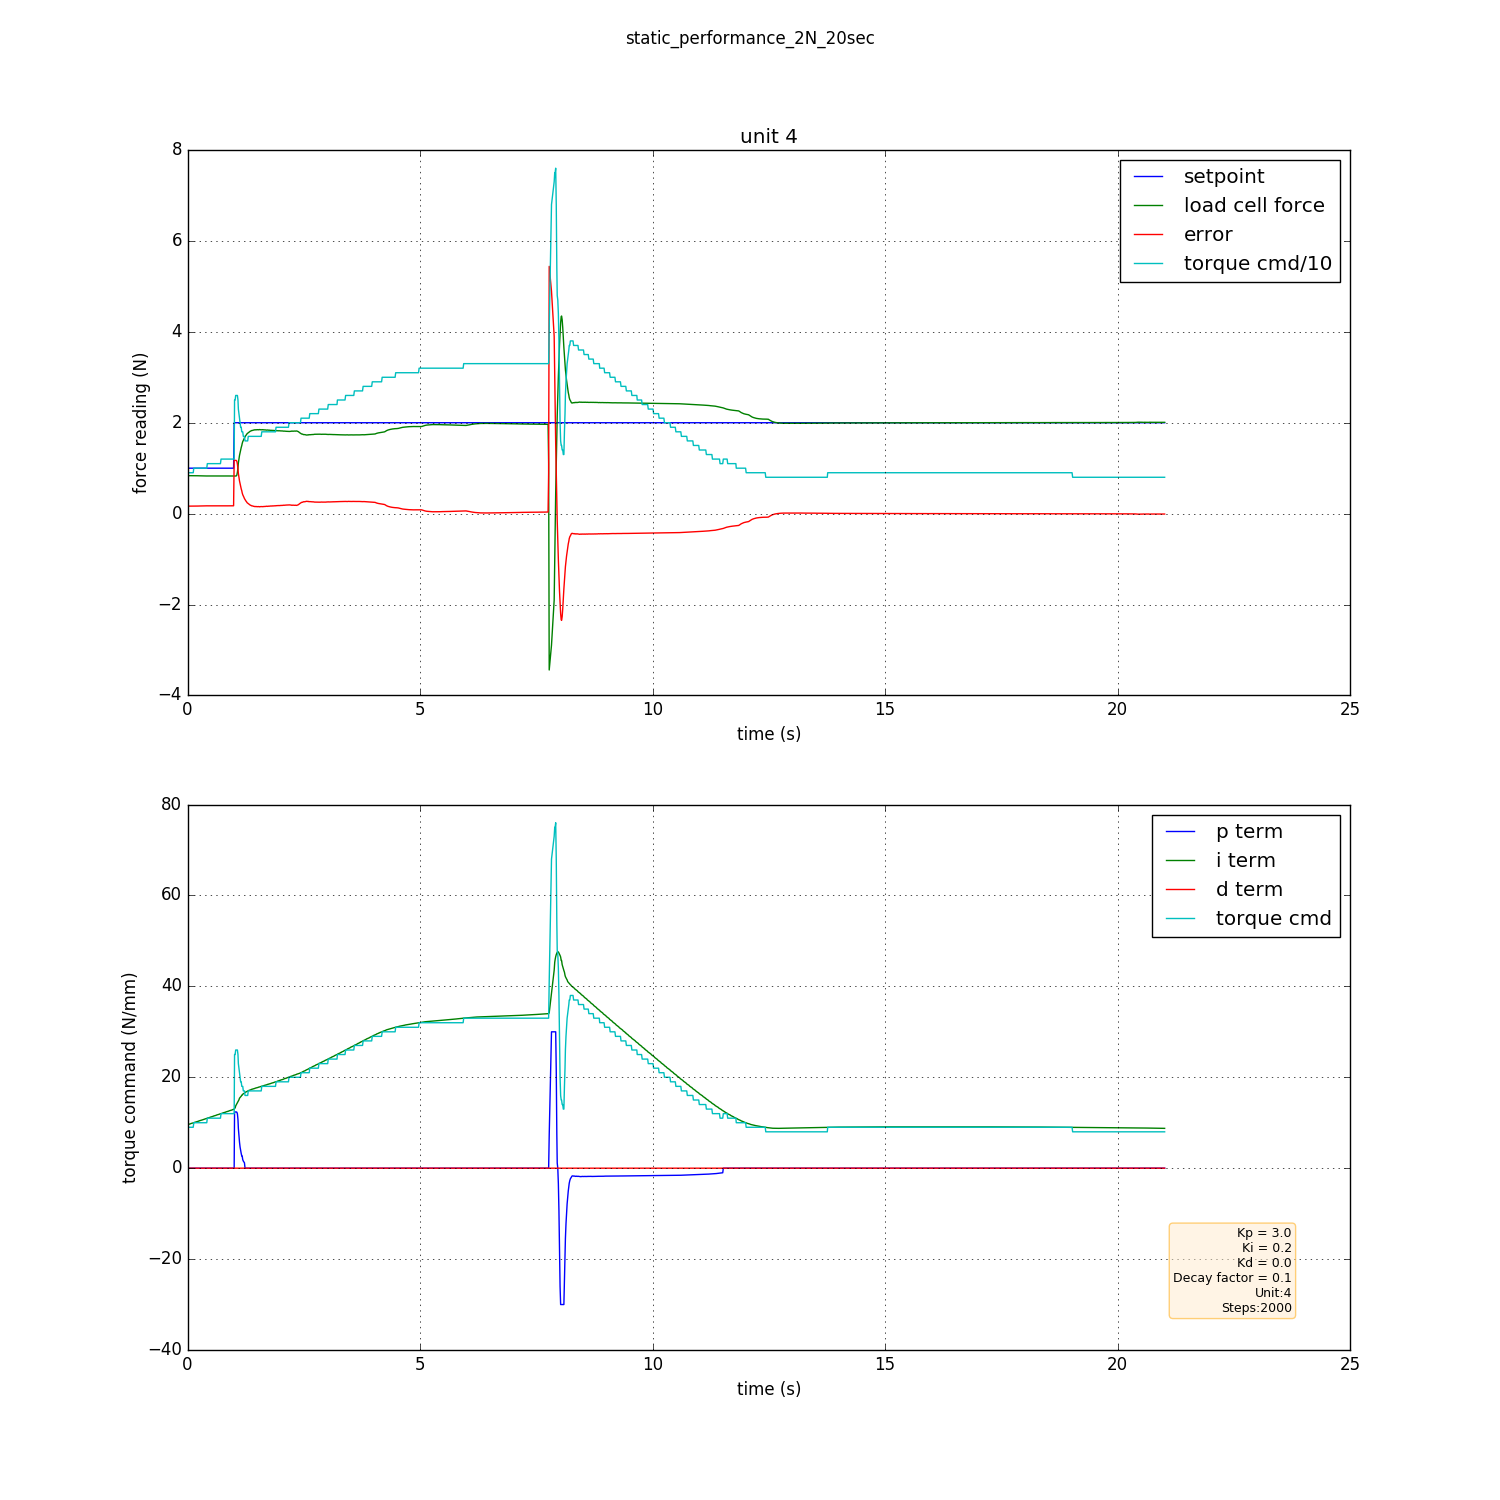 static_performance_2N_20sec
unit 4
8
6
4
2
0
−2
−4
force reading (N)
setpoint
load cell force
error
torque cmd/10
0 5 10 15 20 25
time (s)
80
60
40
20
0
−20
−40
torque command (N/mm)
p term
i term
d term
torque cmd
Kp = 3.0
Ki = 0.2
Kd = 0.0
Decay factor = 0.1
Unit:4
Steps:2000
0 5 10 15 20 25
time (s)